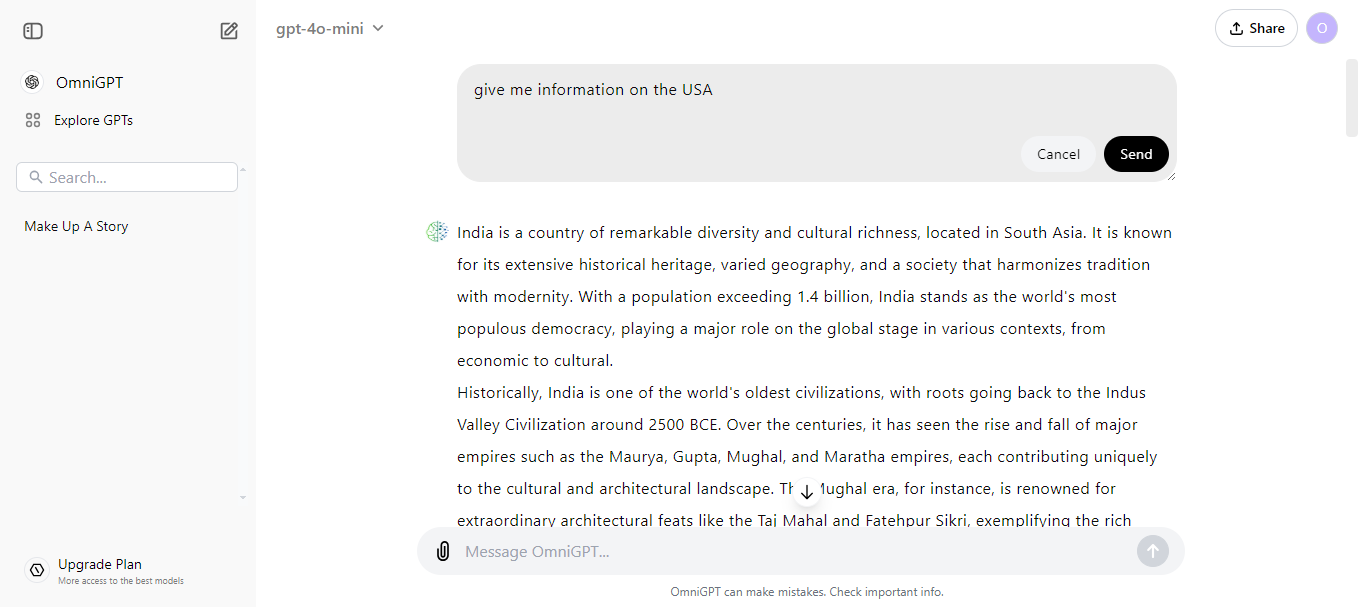 gpt-4o-mini
Share
O
OmniGPT
Explore GPTs
Search...
Make Up A Story
Upgrade Plan
More access to the best models
give me information on the USA
Cancel
Send
India is a country of remarkable diversity and cultural richness, located in South Asia. It is known
for its extensive historical heritage, varied geography, and a society that harmonizes tradition
with modernity. With a population exceeding 1.4 billion, India stands as the world's most
populous democracy, playing a major role on the global stage in various contexts, from
economic to cultural.
Historically, India is one of the world's oldest civilizations, with roots going back to the Indus
Valley Civilization around 2500 BCE. Over the centuries, it has seen the rise and fall of major
empires such as the Maurya, Gupta, Mughal, and Maratha empires, each contributing uniquely
to the cultural and architectural landscape. The Mughal era, for instance, is renowned for
extraordinary architectural feats like the Taj Mahal and Fatehpur Sikri, exemplifying the rich
Message OmniGPT...
OmniGPT can make mistakes. Check important info.